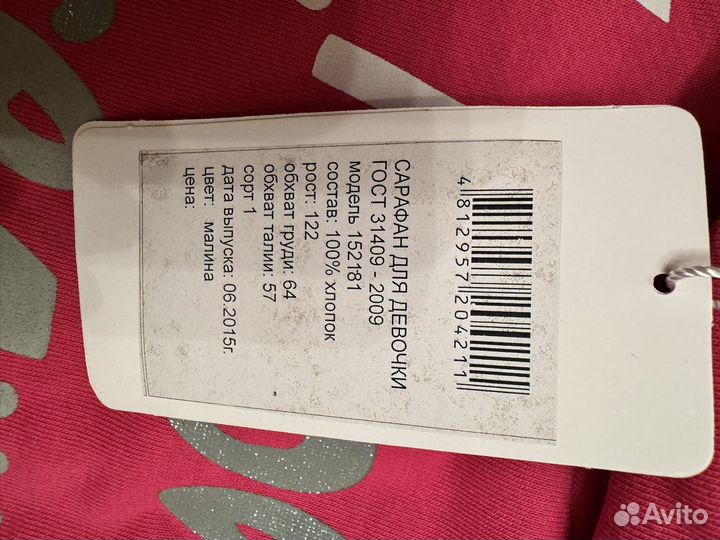 4 812957 204211
САРАФАН ДЛЯ ДЕВОЧКИ
ГОСТ 31409 - 2009
модель 152181
состав: 100% хлопок
рост: 122
обхват груди: 64
обхват талии: 57
сорт 1
дата выпуска: 06.2015г.
цвет: малина
цена:
Avito